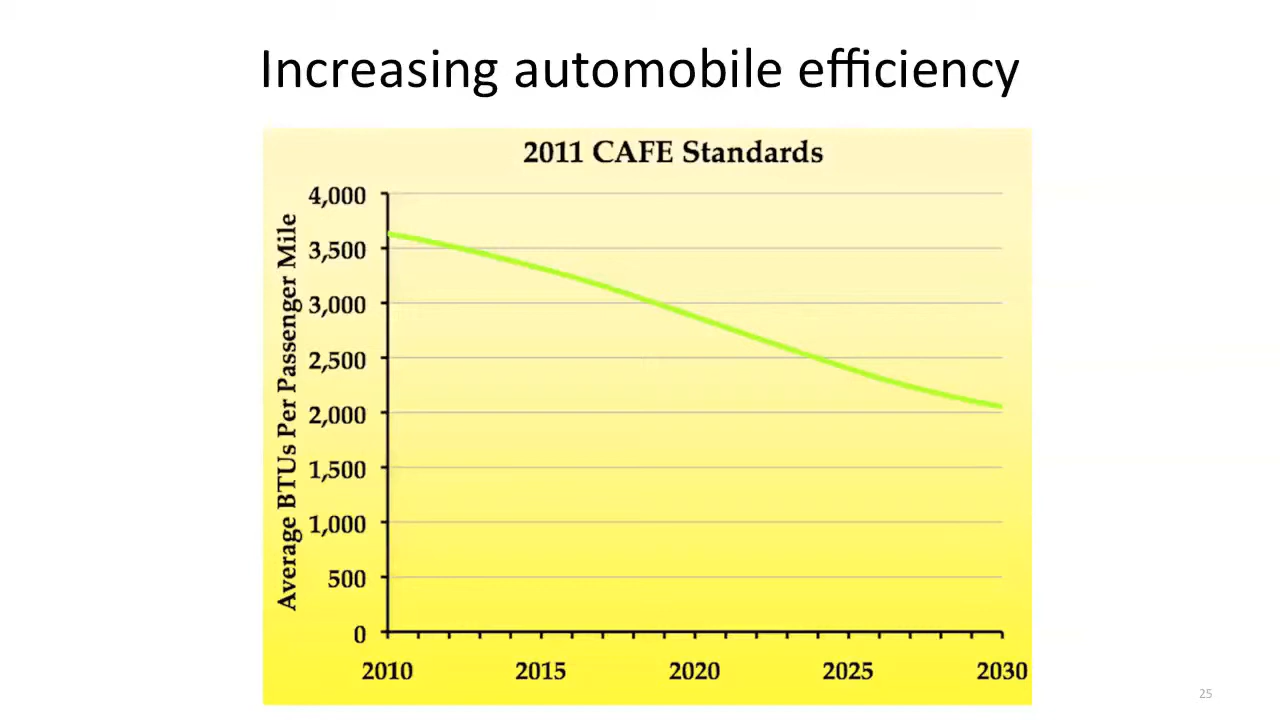 Increasing automobile efficiency
2011 CAFE Standards
Average BTUs Per Passenger Mile
4,000
3,500
3,000
2,500
2,000
1,500
1,000
500
0
2010 2015 2020 2025 2030
25